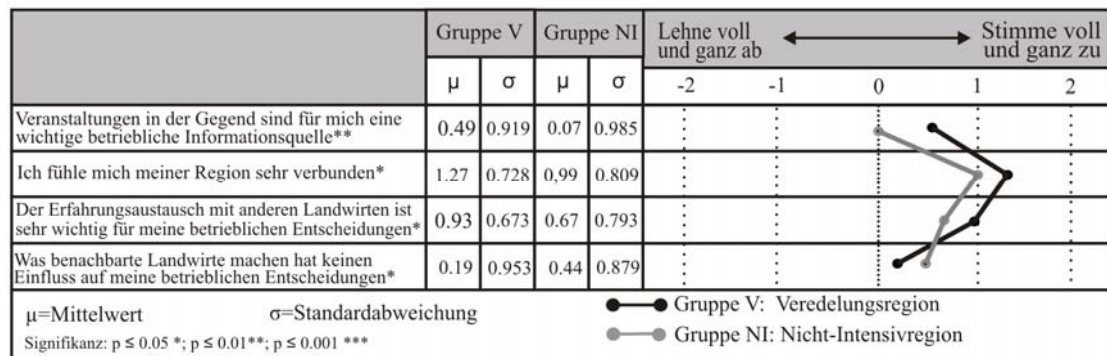 Gruppe V Gruppe NI Lehne voll und ganz ab Stimme voll und ganz zu
μ σ μ σ -2 -1 0 1 2
Veranstaltungen in der Gegend sind für mich eine
wichtige betriebliche Informationsquelle** 0.49 0.919 0.07 0.985
Ich fühle mich meiner Region sehr verbunden* 1.27 0.728 0,99 0.809
Der Erfahrungsaustausch mit anderen Landwirten ist
sehr wichtig für meine betrieblichen Entscheidungen* 0.93 0.673 0.67 0.793
Was benachbarte Landwirte machen hat keinen
Einfluss auf meine betrieblichen Entscheidungen* 0.19 0.953 0.44 0.879
μ=Mittelwert σ=Standardabweichung
Signifikanz: p ≤ 0.05 *; p ≤ 0.01**; p ≤ 0.001 ***
Gruppe V: Veredelungsregion
Gruppe NI: Nicht-Intensivregion